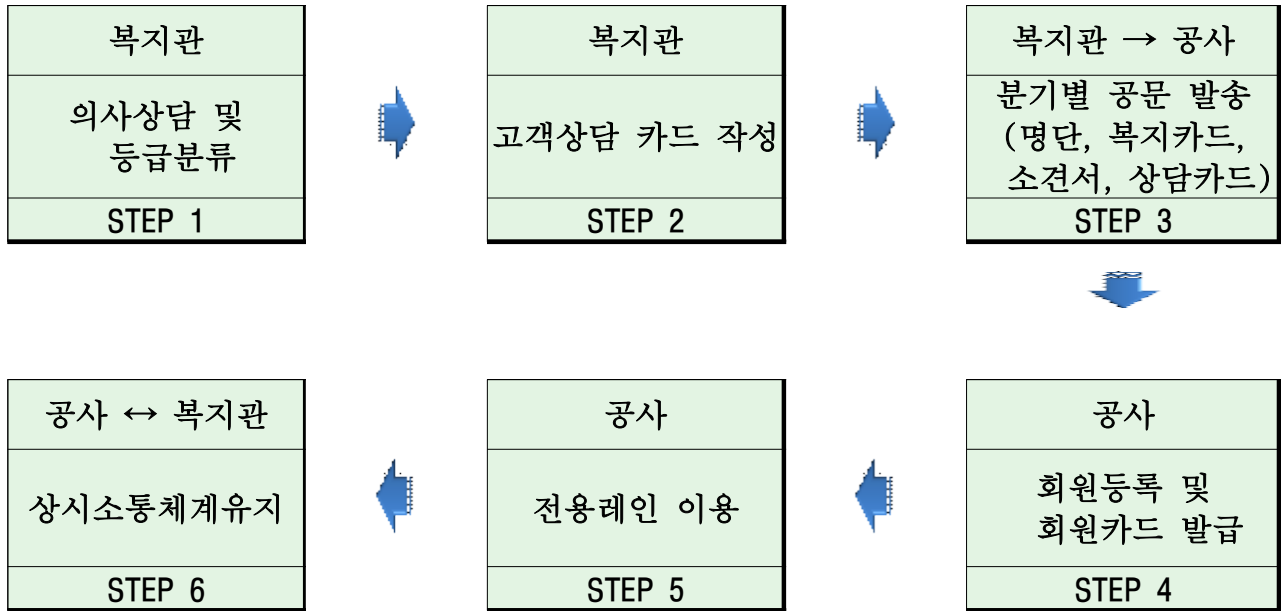 복지관
의사상담 및
등급분류
STEP 1
복지관
고객상담 카드 작성
STEP 2
복지관 → 공사
분기별 공문 발송
(명단, 복지카드,
소견서, 상담카드)
STEP 3
공사
회원등록 및
회원카드 발급
STEP 4
공사
전용레인 이용
STEP 5
공사 ↔ 복지관
상시소통체계유지
STEP 6